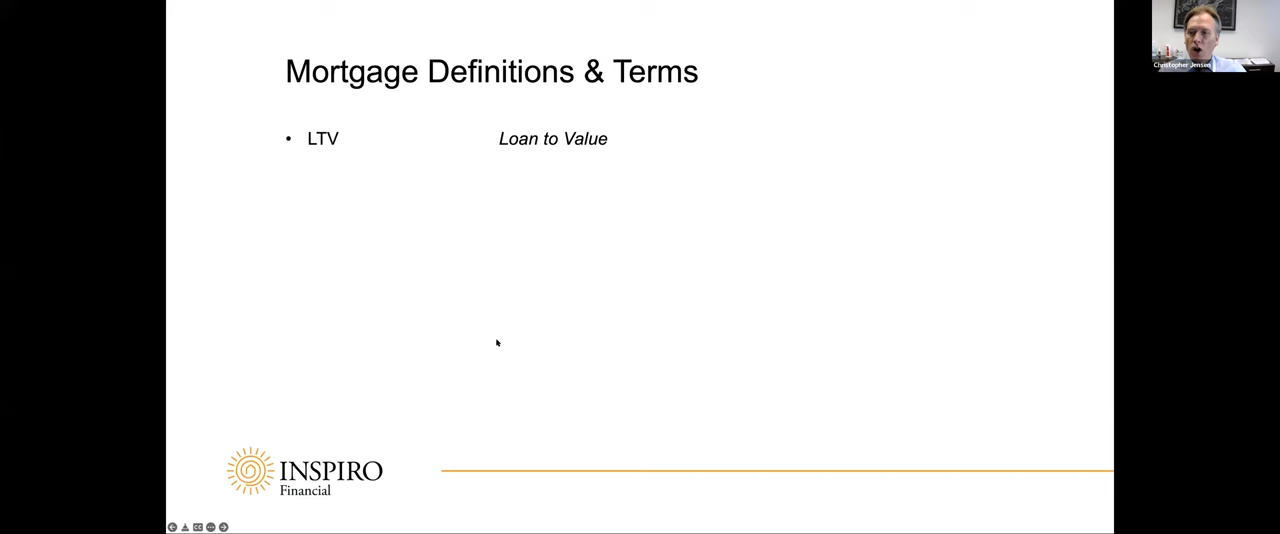 Mortgage Definitions & Terms
Christopher Jensen
• LTV Loan to Value
INSPIRO
Financial